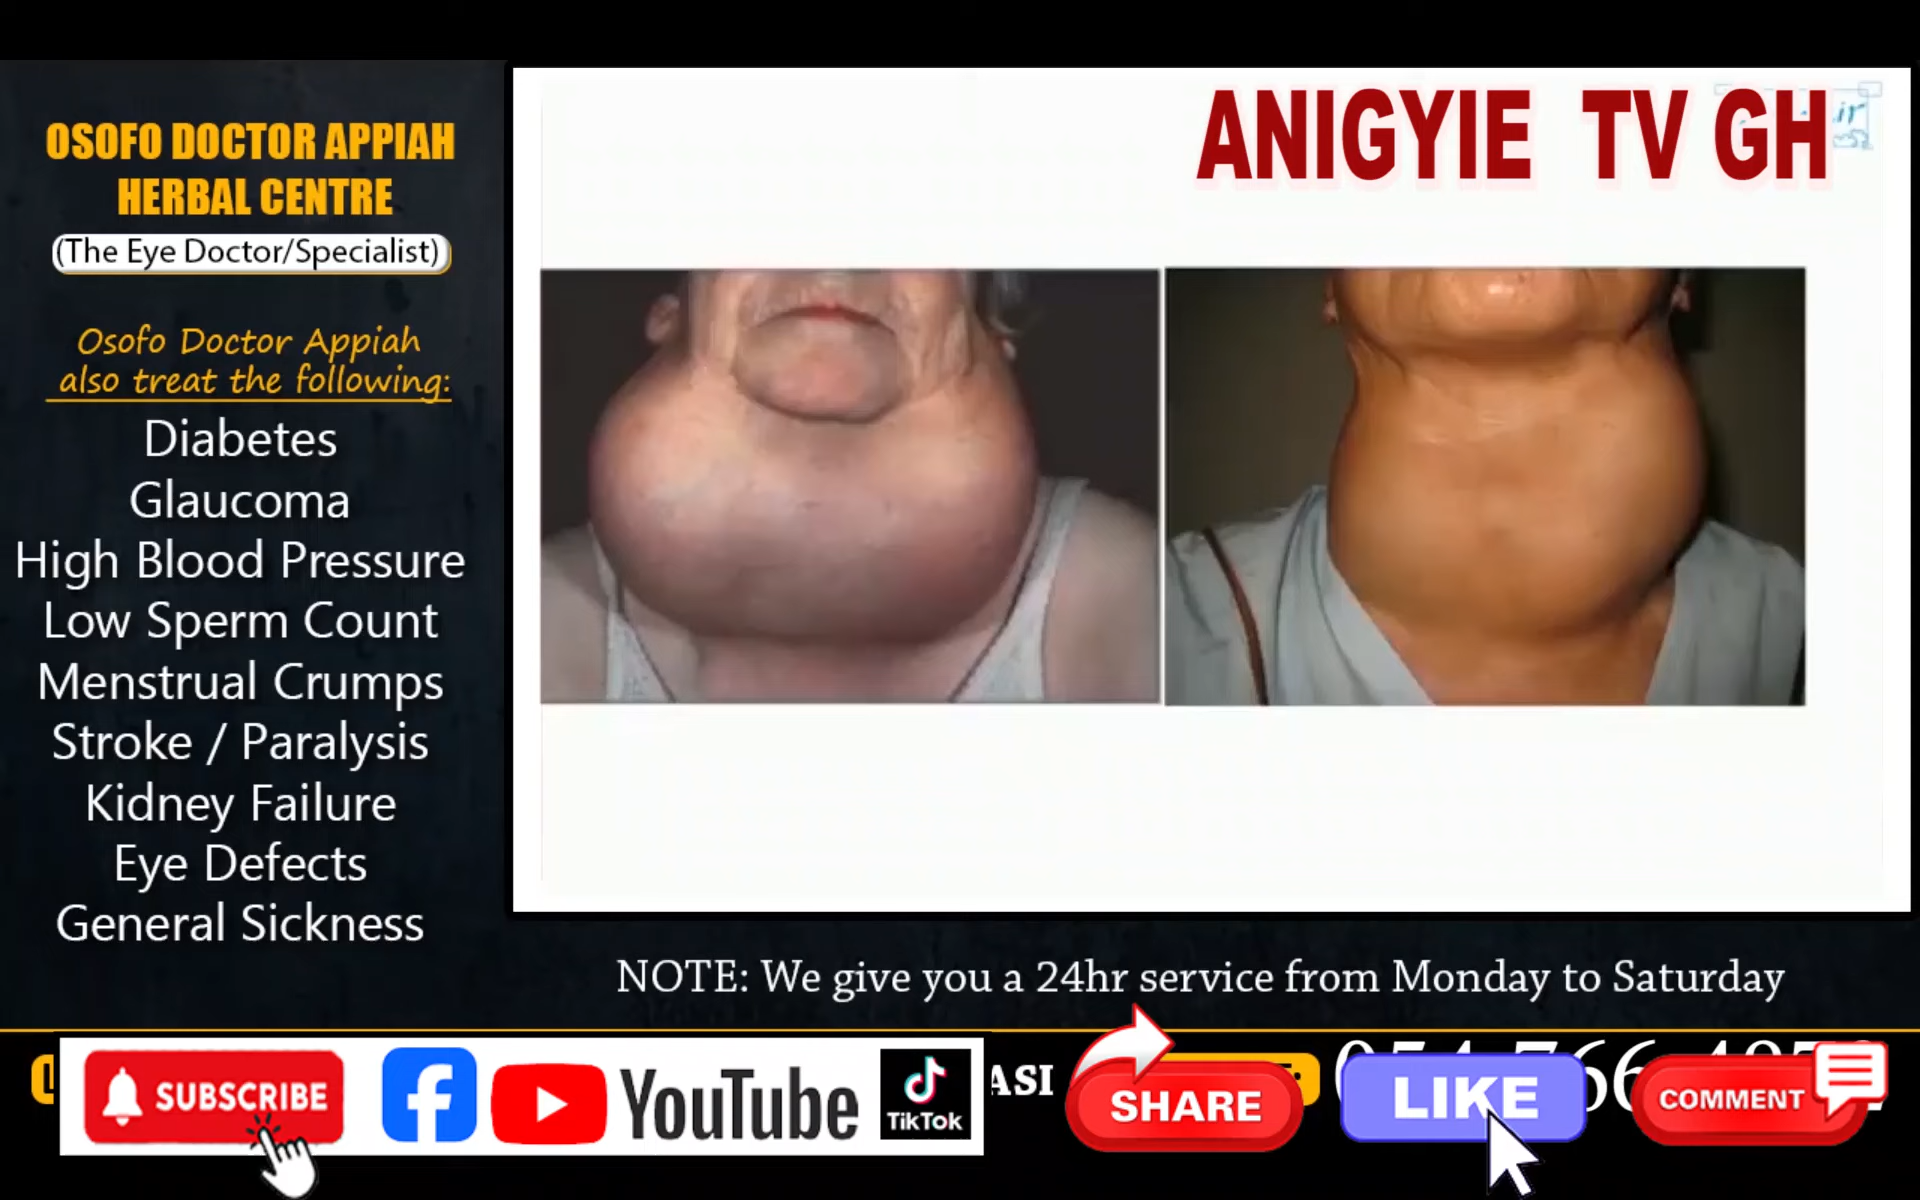 OSOFO DOCTOR APPIAH
HERBAL CENTRE
(The Eye Doctor/Specialist)
Osofo Doctor Appiah
also treat the following:
Diabetes
Glaucoma
High Blood Pressure
Low Sperm Count
Menstrual Crumps
Stroke / Paralysis
Kidney Failure
Eye Defects
General Sickness
ANIGYIE TV GH
NOTE: We give you a 24hr service from Monday to Saturday
SUBSCRIBE
YouTube
TikTok
ASI
SHARE
LIKE
COMMENT